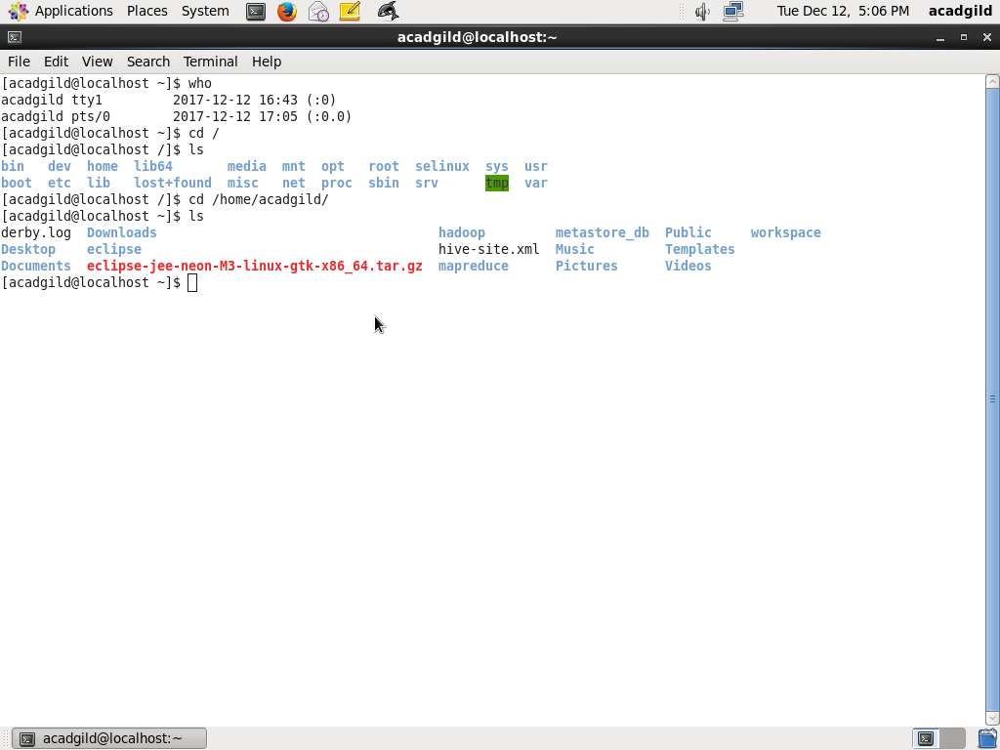 Applications Places System Tue Dec 12, 5:06 PM acadgild
acadgild@localhost:~
File Edit View Search Terminal Help
[acadgild@localhost ~]$ who
acadgild tty1         2017-12-12 16:43 (:0)
acadgild pts/0        2017-12-12 17:05 (:0.0)
[acadgild@localhost ~]$ cd /
[acadgild@localhost /]$ ls
bin   dev  home  lib64       media  mnt  opt   root  selinux  sys  usr
boot  etc  lib   lost+found  misc   net  proc  sbin  srv      tmp  var
[acadgild@localhost /]$ cd /home/acadgild/
[acadgild@localhost ~]$ ls
derby.log  Downloads                                    hadoop         metastore_db  Public     workspace
Desktop    eclipse                                      hive-site.xml  Music         Templates
Documents  eclipse-jee-neon-M3-linux-gtk-x86_64.tar.gz  mapreduce      Pictures      Videos
[acadgild@localhost ~]$
acadgild@localhost:~